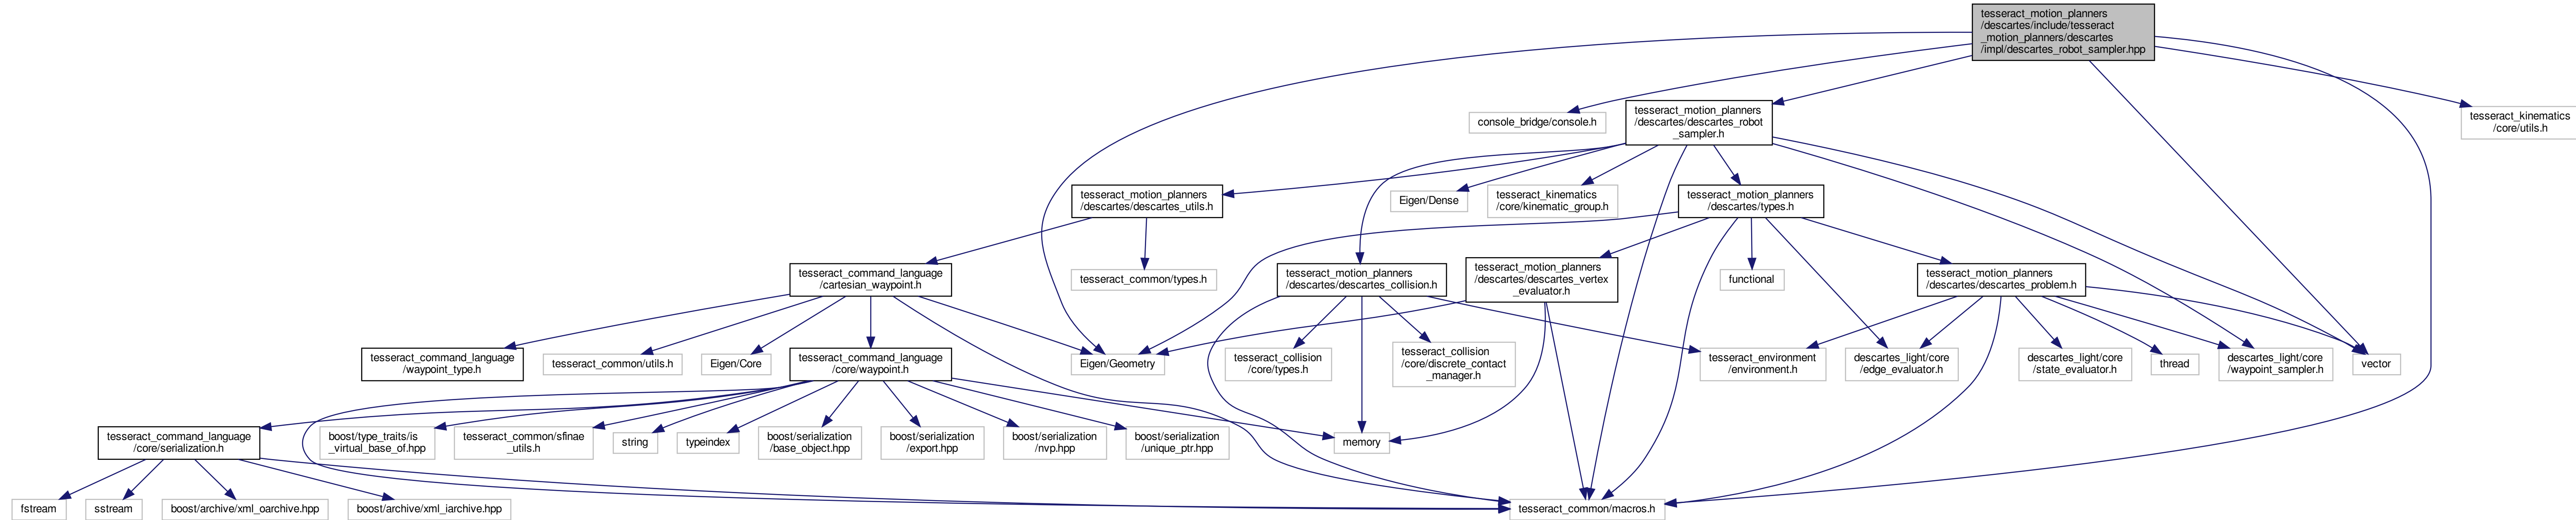 tesseract_motion_planners
/descartes/include/tesseract
_motion_planners/descartes
/impl/descartes_robot_sampler.hpp
console_bridge/console.h
tesseract_motion_planners
/descartes/descartes_robot
_sampler.h
tesseract_kinematics
/core/utils.h
tesseract_motion_planners
/descartes/descartes_utils.h
Eigen/Dense
tesseract_kinematics
/core/kinematic_group.h
tesseract_motion_planners
/descartes/types.h
tesseract_command_language
/cartesian_waypoint.h
tesseract_common/types.h
tesseract_motion_planners
/descartes/descartes_collision.h
tesseract_motion_planners
/descartes/descartes_vertex
_evaluator.h
functional
tesseract_motion_planners
/descartes/descartes_problem.h
tesseract_command_language
/waypoint_type.h
tesseract_common/utils.h
Eigen/Core
tesseract_command_language
/core/waypoint.h
Eigen/Geometry
tesseract_collision
/core/types.h
tesseract_collision
/core/discrete_contact
_manager.h
tesseract_environment
/environment.h
descartes_light/core
/edge_evaluator.h
descartes_light/core
/state_evaluator.h
thread
descartes_light/core
/waypoint_sampler.h
vector
tesseract_command_language
/core/serialization.h
boost/type_traits/is
_virtual_base_of.hpp
tesseract_common/sfinae
_utils.h
string
typeindex
boost/serialization
/base_object.hpp
boost/serialization
/export.hpp
boost/serialization
/nvp.hpp
boost/serialization
/unique_ptr.hpp
memory
fstream
sstream
boost/archive/xml_oarchive.hpp
boost/archive/xml_iarchive.hpp
tesseract_common/macros.h